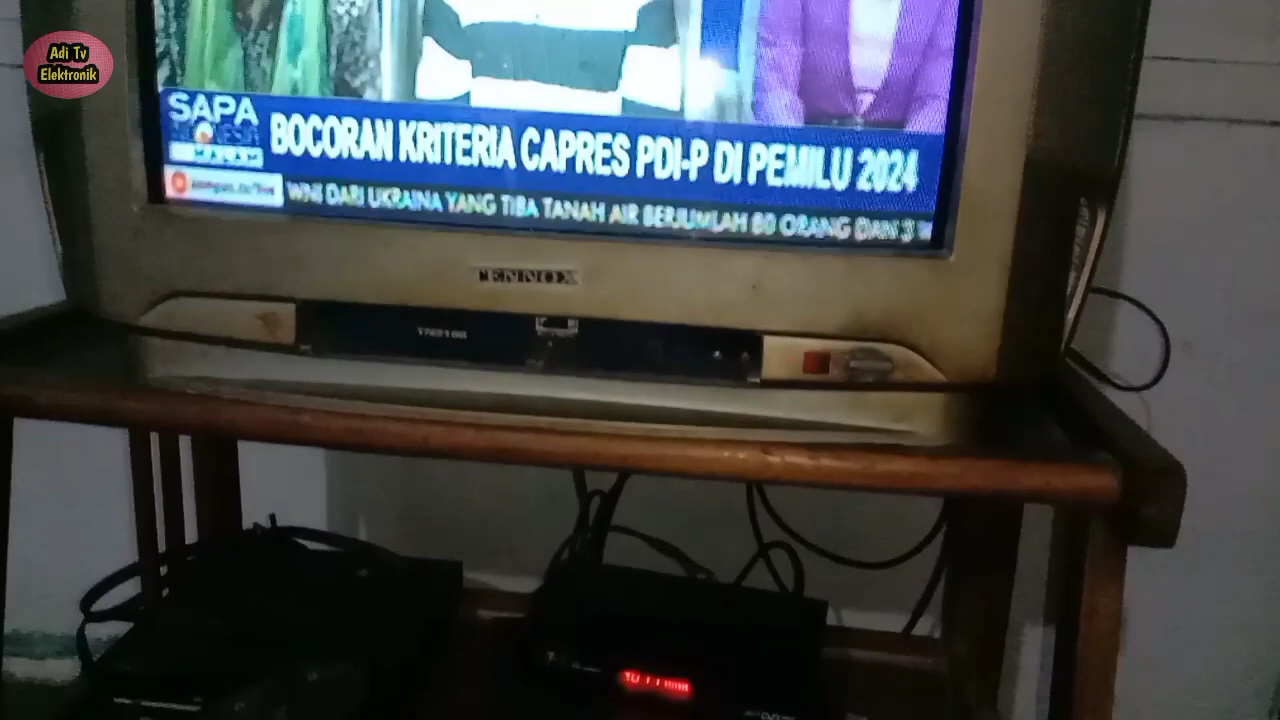 Adi Tv
Elektronik
SAPA
INDONESIA
BOCORAN KRITERIA CAPRES PDI-P DI PEMILU 2024
WNI DARI UKRAINA YANG TIBA TANAH AIR BERJUMLAH 80 ORANG DAN 3
TENNOX